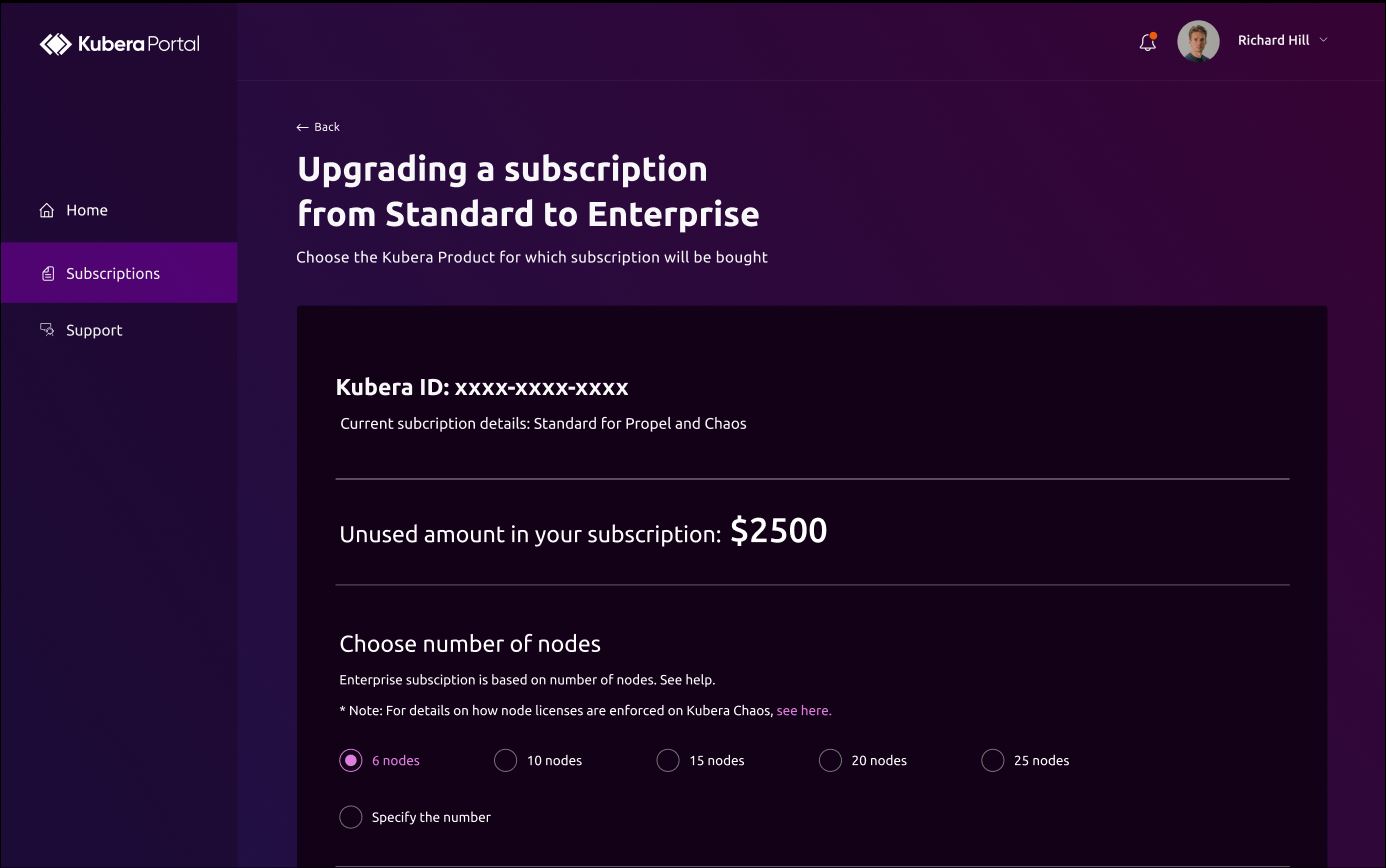 Kubera Portal
Richard Hill
Back
Upgrading a subscription
from Standard to Enterprise
Choose the Kubera Product for which subscription will be bought
Home
Subscriptions
Support
Kubera ID: xxxx-xxxx-xxxx
Current subcription details: Standard for Propel and Chaos
Unused amount in your subscription: $2500
Choose number of nodes
Enterprise subsciption is based on number of nodes. See help.
* Note: For details on how node licenses are enforced on Kubera Chaos, see here.
6 nodes 10 nodes 15 nodes 20 nodes 25 nodes
Specify the number